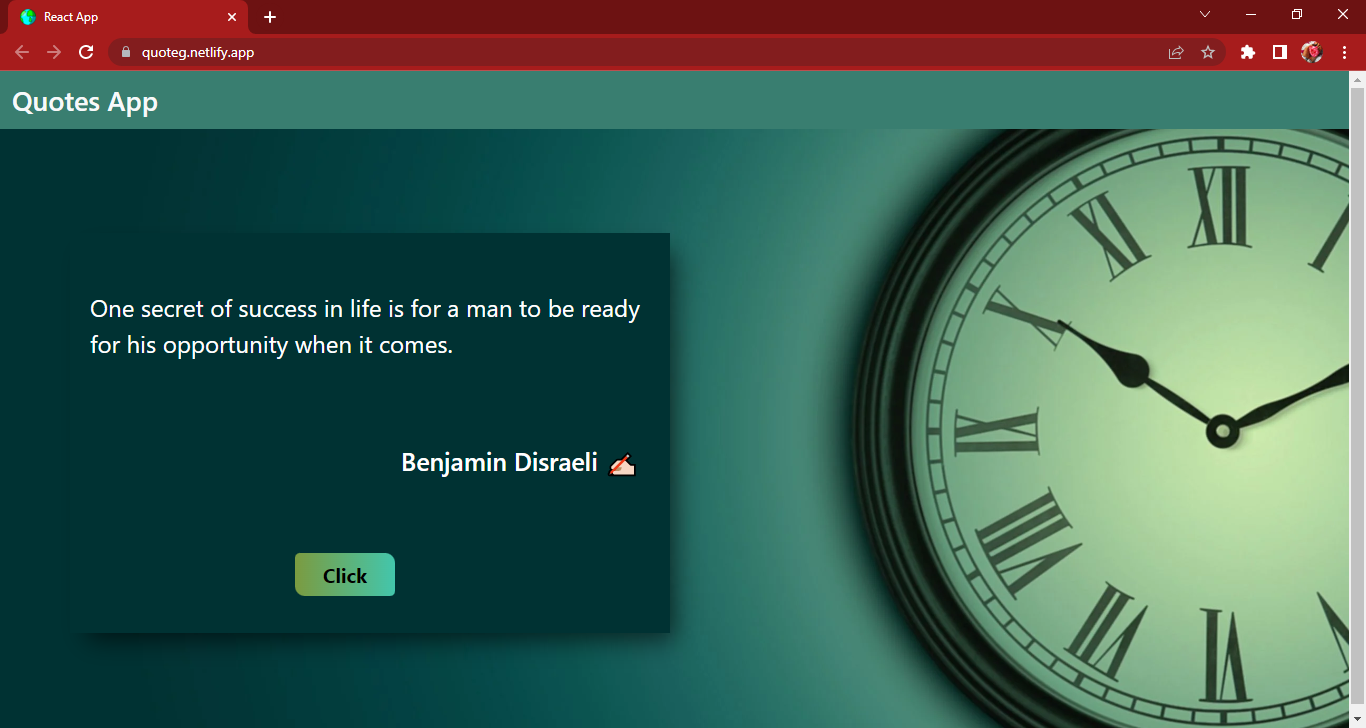 React App
quoteg.netlify.app
Quotes App
One secret of success in life is for a man to be ready
for his opportunity when it comes.
Benjamin Disraeli ✍🏻
Click
XII
XI
I
X
IX
VIII
VII
VI